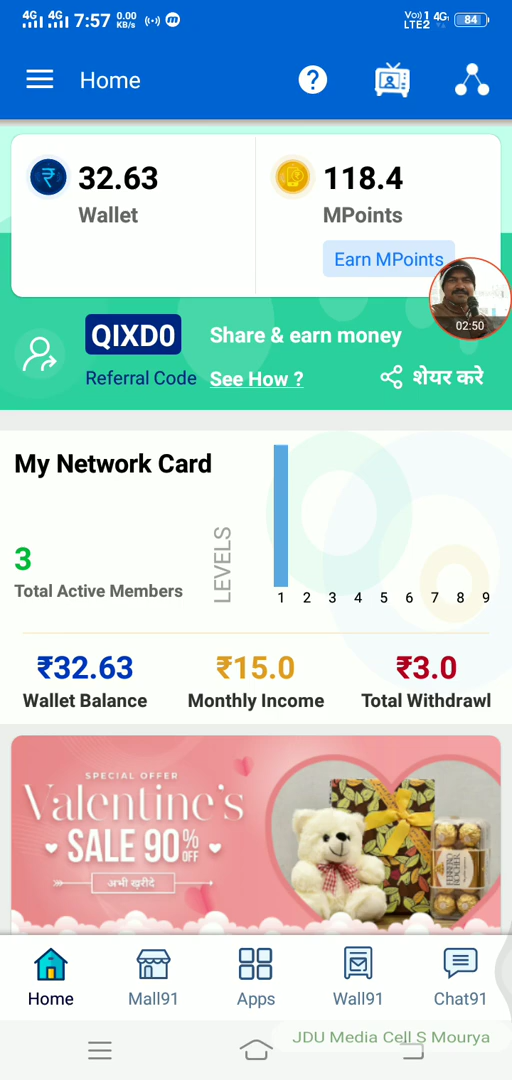 4G 4G 7:57 0.00 KB/s m Vo)) 1 4G LTE2 84
Home ?
32.63 118.4
Wallet MPoints
Earn MPoints
02:50
QIXD0 Share & earn money
Referral Code See How ? शेयर करे
My Network Card
LEVELS
3
Total Active Members
1 2 3 4 5 6 7 8 9
₹32.63 ₹15.0 ₹3.0
Wallet Balance Monthly Income Total Withdrawl
SPECIAL OFFER
Valentine's
SALE 90% OFF
अभी खरीदे
FERRERO ROCHER
Home Mall91 Apps Wall91 Chat91
JDU Media Cell S Mourya